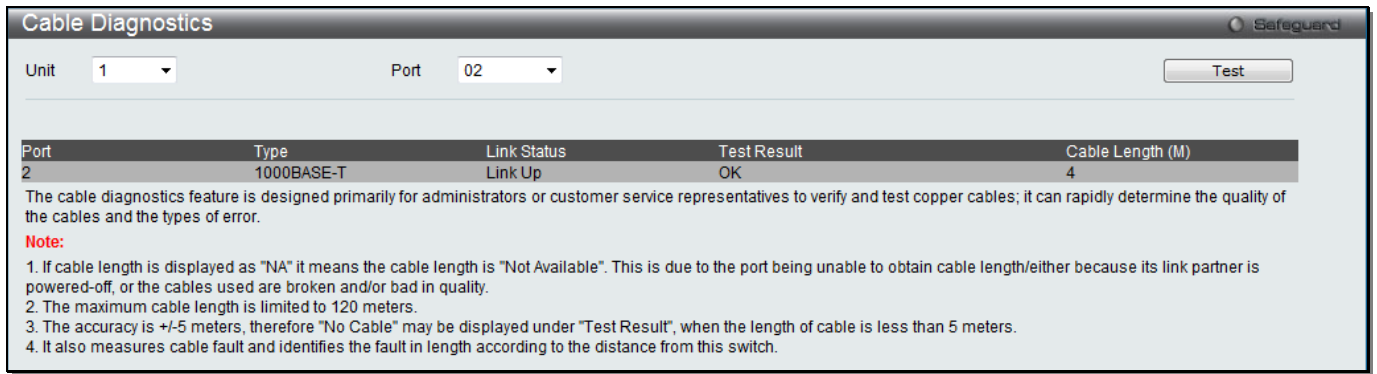 Cable Diagnostics
Safeguard
Unit 1 Port 02 Test
Port Type Link Status Test Result Cable Length (M)
2 1000BASE-T Link Up OK 4
The cable diagnostics feature is designed primarily for administrators or customer service representatives to verify and test copper cables; it can rapidly determine the quality of
the cables and the types of error.
Note:
1. If cable length is displayed as "NA" it means the cable length is "Not Available". This is due to the port being unable to obtain cable length/either because its link partner is
powered-off, or the cables used are broken and/or bad in quality.
2. The maximum cable length is limited to 120 meters.
3. The accuracy is +/-5 meters, therefore "No Cable" may be displayed under "Test Result", when the length of cable is less than 5 meters.
4. It also measures cable fault and identifies the fault in length according to the distance from this switch.